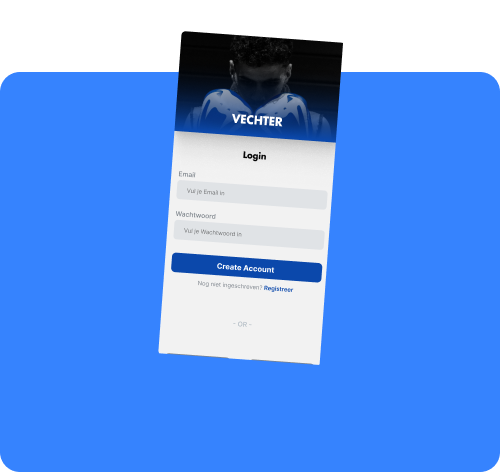 VECHTER
Login
Email
Vul je Email in
Wachtwoord
Vul je Wachtwoord in
Create Account
Nog niet ingeschreven? Registreer
- OR -